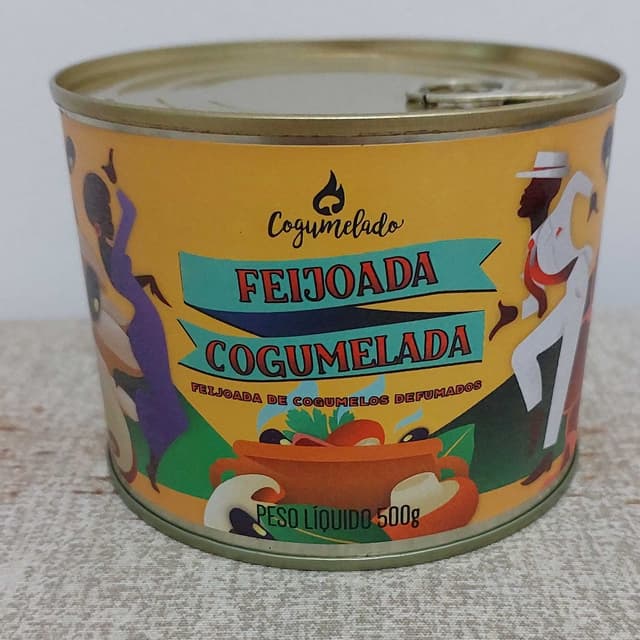 Cogumelado
FEIJOADA
COGUMELADA
FEIJOADA DE COGUMELOS DEFUMADOS
PESO LÍQUIDO 500g